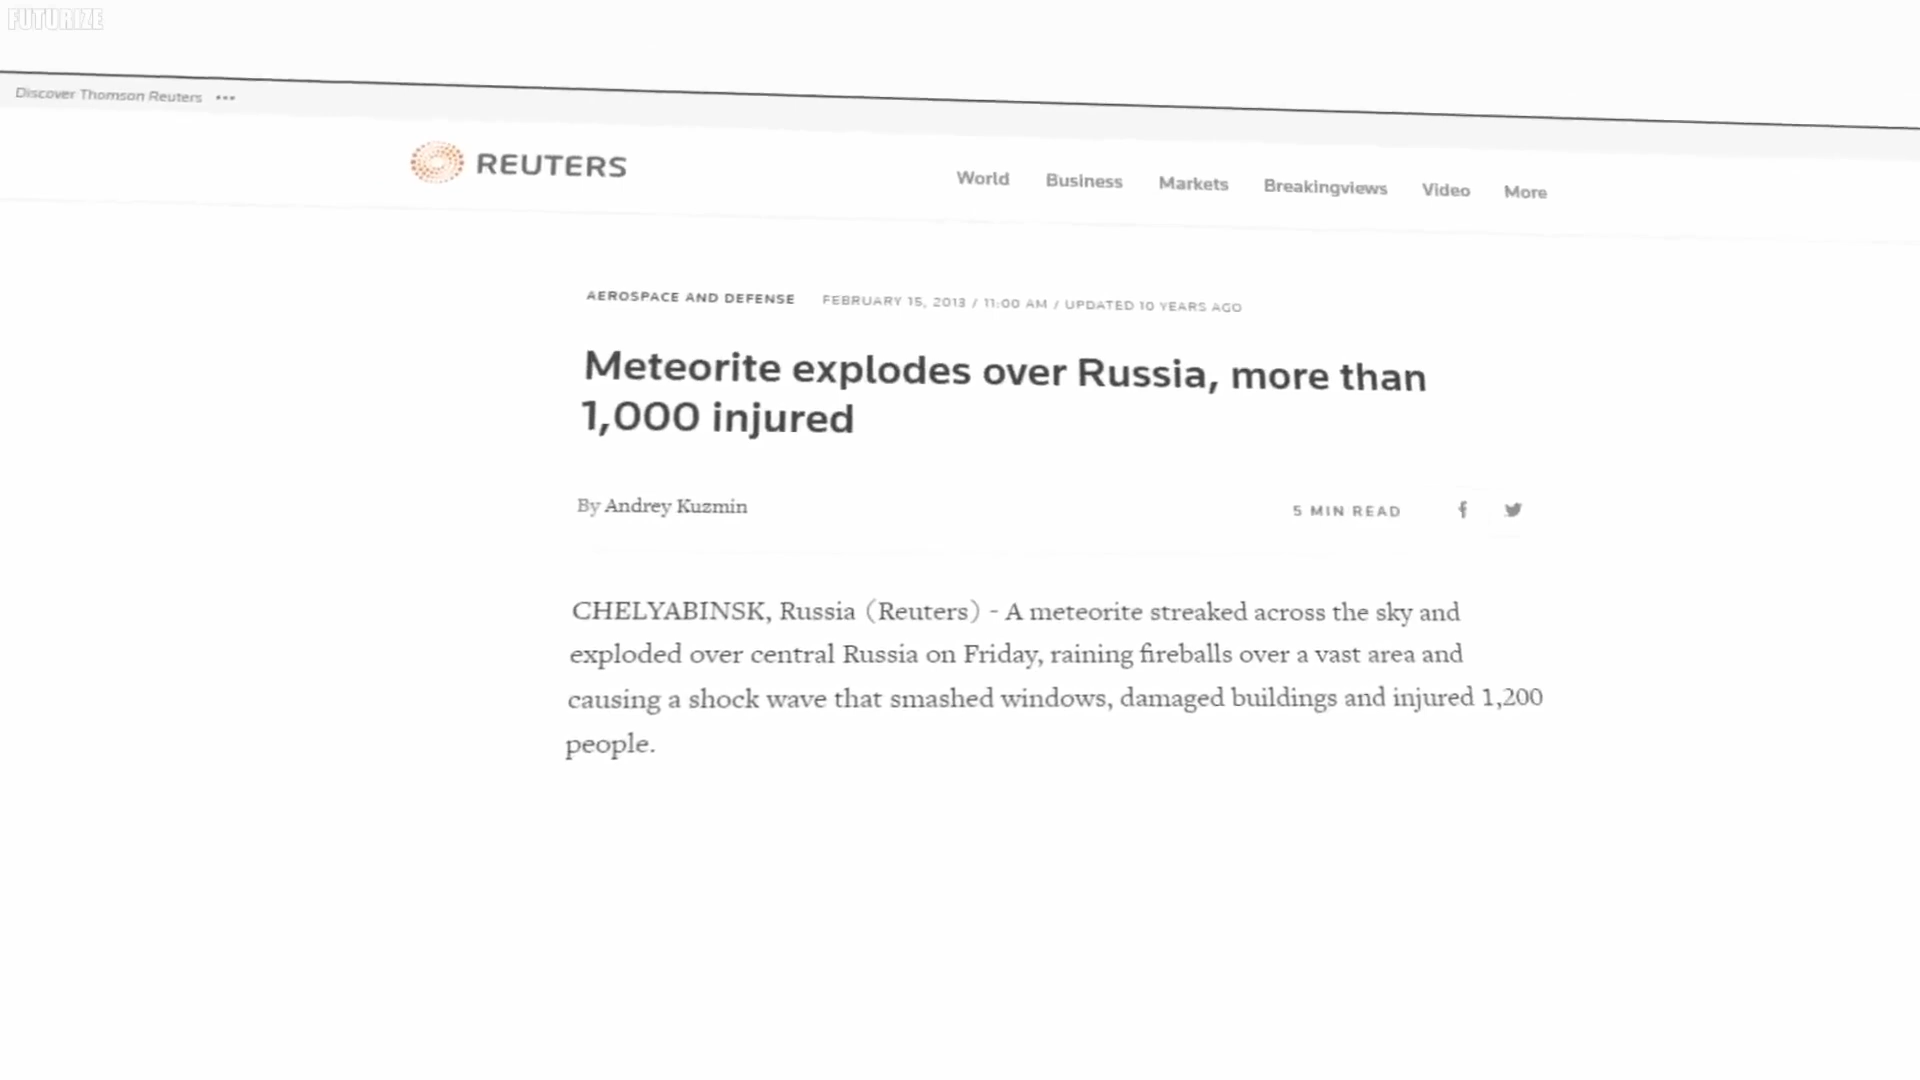 FUTURIZE
Discover Thomson Reuters •••
REUTERS
World Business Markets Breakingviews Video More
AEROSPACE AND DEFENSE FEBRUARY 15, 2013 / 11:00 AM / UPDATED 10 YEARS AGO
Meteorite explodes over Russia, more than
1,000 injured
By Andrey Kuzmin
5 MIN READ
CHELYABINSK, Russia (Reuters) - A meteorite streaked across the sky and
exploded over central Russia on Friday, raining fireballs over a vast area and
causing a shock wave that smashed windows, damaged buildings and injured 1,200
people.